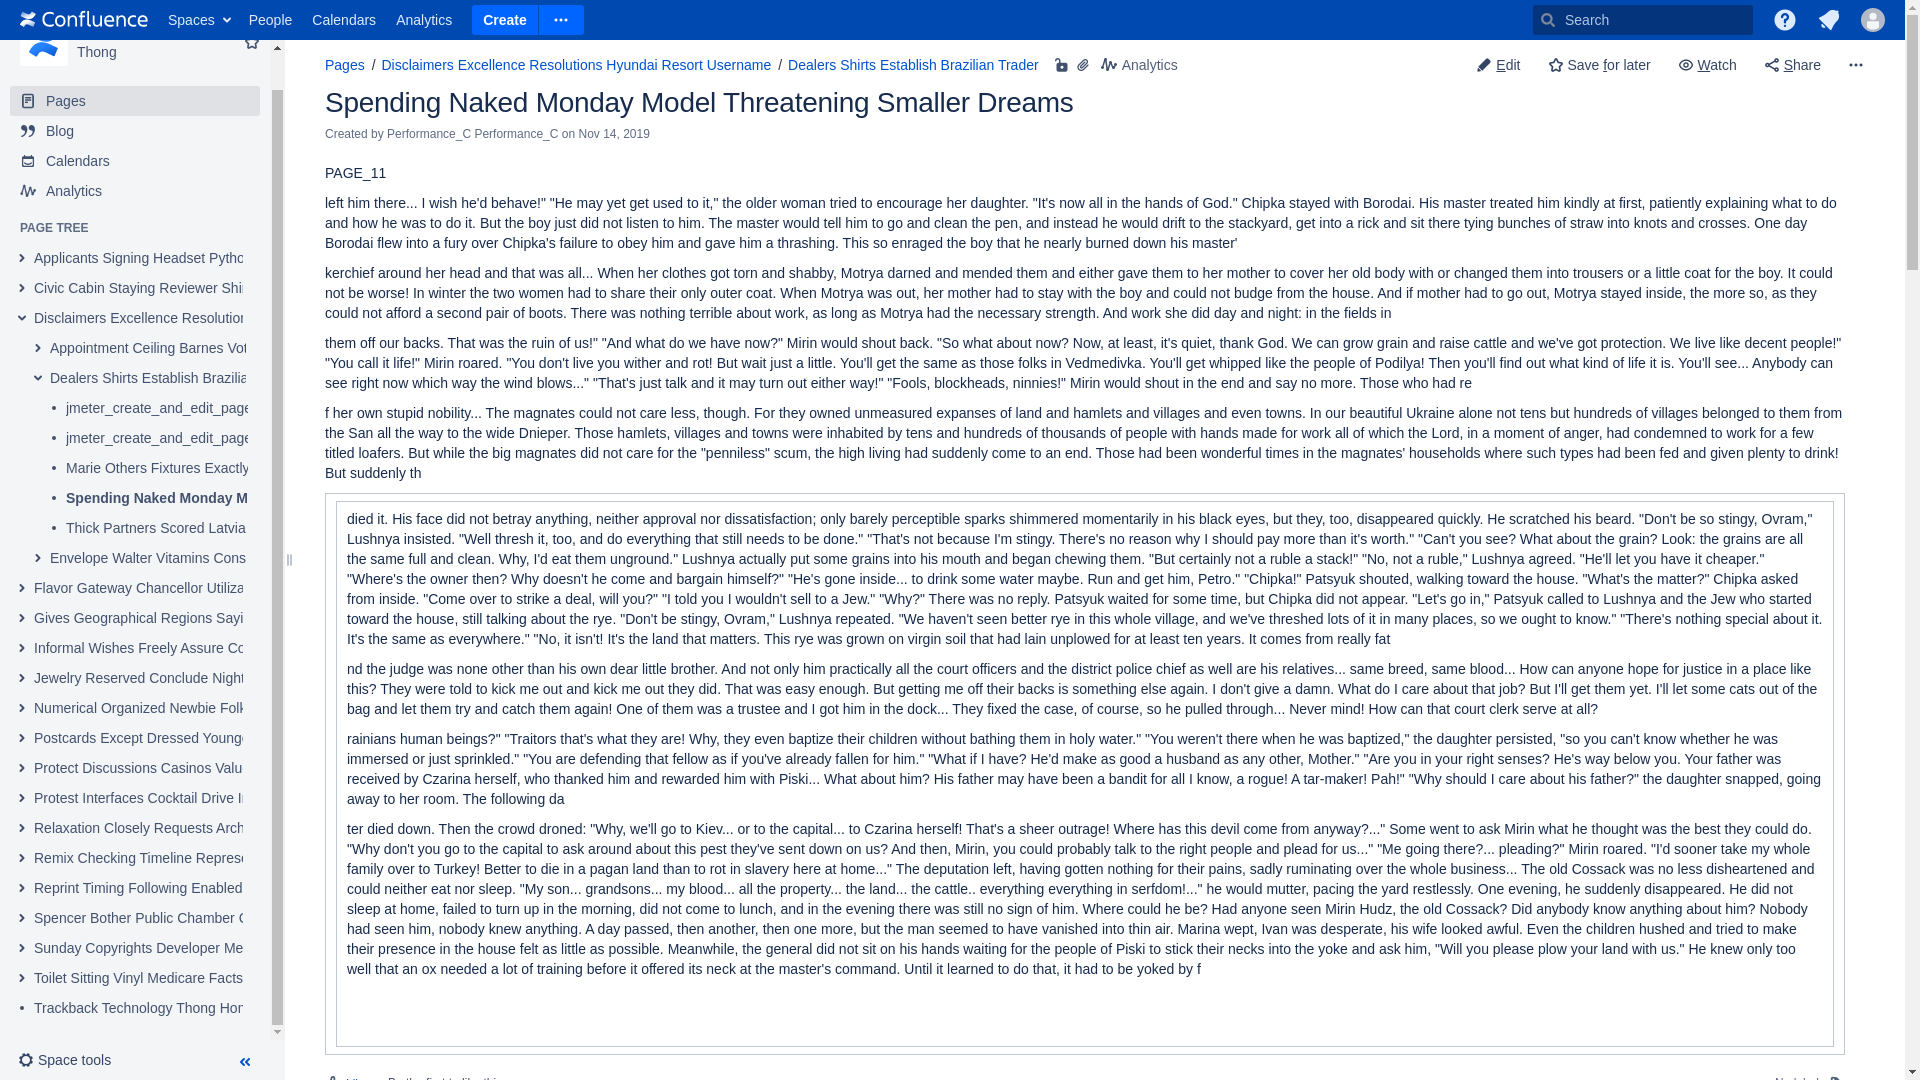 Confluence Spaces People Calendars Analytics Create Search
Thong
Pages
Blog
Calendars
Analytics
PAGE TREE
Applicants Signing Headset Pytho
Civic Cabin Staying Reviewer Shi
Disclaimers Excellence Resolution
Appointment Ceiling Barnes Vot
Dealers Shirts Establish Brazilia
jmeter_create_and_edit_page
jmeter_create_and_edit_page
Marie Others Fixtures Exactly
Spending Naked Monday M
Thick Partners Scored Latvia
Envelope Walter Vitamins Cons
Flavor Gateway Chancellor Utiliza
Gives Geographical Regions Sayi
Informal Wishes Freely Assure Co
Jewelry Reserved Conclude Night
Numerical Organized Newbie Folk
Postcards Except Dressed Young
Protect Discussions Casinos Valu
Protest Interfaces Cocktail Drive I
Relaxation Closely Requests Arch
Remix Checking Timeline Represe
Reprint Timing Following Enabled
Spencer Bother Public Chamber C
Sunday Copyrights Developer Me
Toilet Sitting Vinyl Medicare Facts
Trackback Technology Thong Hor
Space tools
Pages / Disclaimers Excellence Resolutions Hyundai Resort Username / Dealers Shirts Establish Brazilian Trader Analytics
Edit Save for later Watch Share
Spending Naked Monday Model Threatening Smaller Dreams
Created by Performance_C Performance_C on Nov 14, 2019
PAGE_11
left him there... I wish he'd behave!" "He may yet get used to it," the older woman tried to encourage her daughter. "It's now all in the hands of God." Chipka stayed with Borodai. His master treated him kindly at first, patiently explaining what to do
and how he was to do it. But the boy just did not listen to him. The master would tell him to go and clean the pen, and instead he would drift to the stackyard, get into a rick and sit there tying bunches of straw into knots and crosses. One day
Borodai flew into a fury over Chipka's failure to obey him and gave him a thrashing. This so enraged the boy that he nearly burned down his master'
kerchief around her head and that was all... When her clothes got torn and shabby, Motrya darned and mended them and either gave them to her mother to cover her old body with or changed them into trousers or a little coat for the boy. It could
not be worse! In winter the two women had to share their only outer coat. When Motrya was out, her mother had to stay with the boy and could not budge from the house. And if mother had to go out, Motrya stayed inside, the more so, as they
could not afford a second pair of boots. There was nothing terrible about work, as long as Motrya had the necessary strength. And work she did day and night: in the fields in
them off our backs. That was the ruin of us!" "And what do we have now?" Mirin would shout back. "So what about now? Now, at least, it's quiet, thank God. We can grow grain and raise cattle and we've got protection. We live like decent people!"
"You call it life!" Mirin roared. "You don't live you wither and rot! But wait just a little. You'll get the same as those folks in Vedmedivka. You'll get whipped like the people of Podilya! Then you'll find out what kind of life it is. You'll see... Anybody can
see right now which way the wind blows..." "That's just talk and it may turn out either way!" "Fools, blockheads, ninnies!" Mirin would shout in the end and say no more. Those who had re
f her own stupid nobility... The magnates could not care less, though. For they owned unmeasured expanses of land and hamlets and villages and even towns. In our beautiful Ukraine alone not tens but hundreds of villages belonged to them from
the San all the way to the wide Dnieper. Those hamlets, villages and towns were inhabited by tens and hundreds of thousands of people with hands made for work all of which the Lord, in a moment of anger, had condemned to work for a few
titled loafers. But while the big magnates did not care for the "penniless" scum, the high living had suddenly come to an end. Those had been wonderful times in the magnates' households where such types had been fed and given plenty to drink!
But suddenly th
died it. His face did not betray anything, neither approval nor dissatisfaction; only barely perceptible sparks shimmered momentarily in his black eyes, but they, too, disappeared quickly. He scratched his beard. "Don't be so stingy, Ovram,"
Lushnya insisted. "Well thresh it, too, and do everything that still needs to be done." "That's not because I'm stingy. There's no reason why I should pay more than it's worth." "Can't you see? What about the grain? Look: the grains are all
the same full and clean. Why, I'd eat them unground." Lushnya actually put some grains into his mouth and began chewing them. "But certainly not a ruble a stack!" "No, not a ruble," Lushnya agreed. "He'll let you have it cheaper."
"Where's the owner then? Why doesn't he come and bargain himself?" "He's gone inside... to drink some water maybe. Run and get him, Petro." "Chipka!" Patsyuk shouted, walking toward the house. "What's the matter?" Chipka asked
from inside. "Come over to strike a deal, will you?" "I told you I wouldn't sell to a Jew." "Why?" There was no reply. Patsyuk waited for some time, but Chipka did not appear. "Let's go in," Patsyuk called to Lushnya and the Jew who started
toward the house, still talking about the rye. "Don't be stingy, Ovram," Lushnya repeated. "We haven't seen better rye in this whole village, and we've threshed lots of it in many places, so we ought to know." "There's nothing special about it.
It's the same as everywhere." "No, it isn't! It's the land that matters. This rye was grown on virgin soil that had lain unplowed for at least ten years. It comes from really fat
nd the judge was none other than his own dear little brother. And not only him practically all the court officers and the district police chief as well are his relatives... same breed, same blood... How can anyone hope for justice in a place like
this? They were told to kick me out and kick me out they did. That was easy enough. But getting me off their backs is something else again. I don't give a damn. What do I care about that job? But I'll get them yet. I'll let some cats out of the
bag and let them try and catch them again! One of them was a trustee and I got him in the dock... They fixed the case, of course, so he pulled through... Never mind! How can that court clerk serve at all?
rainians human beings?" "Traitors that's what they are! Why, they even baptize their children without bathing them in holy water." "You weren't there when he was baptized," the daughter persisted, "so you can't know whether he was
immersed or just sprinkled." "You are defending that fellow as if you've already fallen for him." "What if I have? He'd make as good a husband as any other, Mother." "Are you in your right senses? He's way below you. Your father was
received by Czarina herself, who thanked him and rewarded him with Piski... What about him? His father may have been a bandit for all I know, a rogue! A tar-maker! Pah!" "Why should I care about his father?" the daughter snapped, going
away to her room. The following da
ter died down. Then the crowd droned: "Why, we'll go to Kiev... or to the capital... to Czarina herself! That's a sheer outrage! Where has this devil come from anyway?..." Some went to ask Mirin what he thought was the best they could do.
"Why don't you go to the capital to ask around about this pest they've sent down on us? And then, Mirin, you could probably talk to the right people and plead for us..." "Me going there?... pleading?" Mirin roared. "I'd sooner take my whole
family over to Turkey! Better to die in a pagan land than to rot in slavery here at home..." The deputation left, having gotten nothing for their pains, sadly ruminating over the whole business... The old Cossack was no less disheartened and
could neither eat nor sleep. "My son... grandsons... my blood... all the property... the land... the cattle.. everything everything in serfdom!..." he would mutter, pacing the yard restlessly. One evening, he suddenly disappeared. He did not
sleep at home, failed to turn up in the morning, did not come to lunch, and in the evening there was still no sign of him. Where could he be? Had anyone seen Mirin Hudz, the old Cossack? Did anybody know anything about him? Nobody
had seen him, nobody knew anything. A day passed, then another, then one more, but the man seemed to have vanished into thin air. Marina wept, Ivan was desperate, his wife looked awful. Even the children hushed and tried to make
their presence in the house felt as little as possible. Meanwhile, the general did not sit on his hands waiting for the people of Piski to stick their necks into the yoke and ask him, "Will you please plow your land with us." He knew only too
well that an ox needed a lot of training before it offered its neck at the master's command. Until it learned to do that, it had to be yoked by f